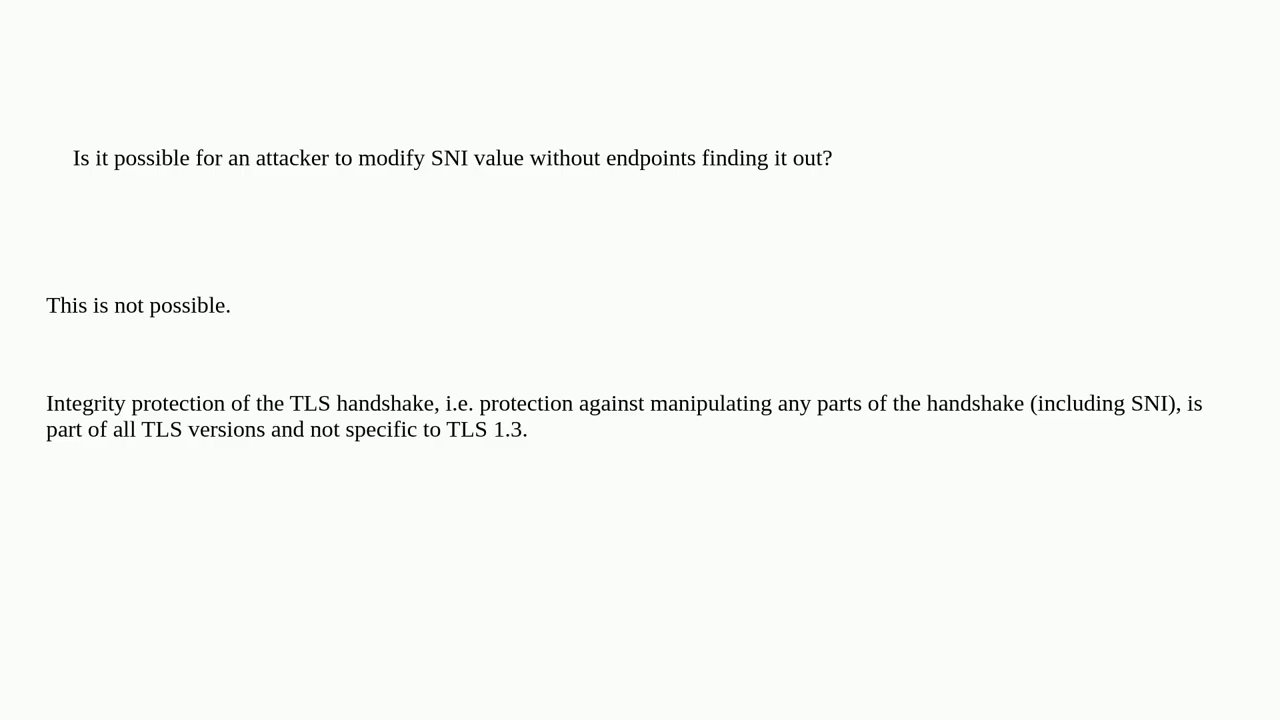 Is it possible for an attacker to modify SNI value without endpoints finding it out?
This is not possible.
Integrity protection of the TLS handshake, i.e. protection against manipulating any parts of the handshake (including SNI), is
part of all TLS versions and not specific to TLS 1.3.